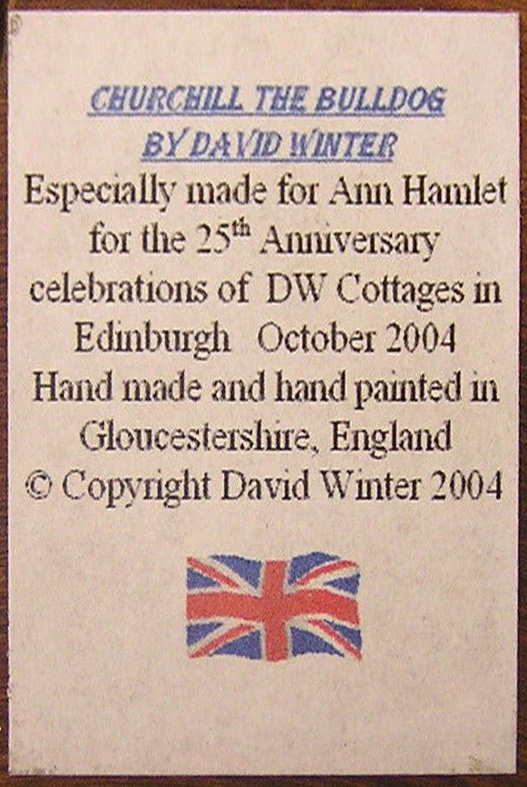 CHURCHILL THE BULLDOG
BY DAVID WINTER
Especially made for Ann Hamlet
for the 25th Anniversary
celebrations of DW Cottages in
Edinburgh October 2004
Hand made and hand painted in
Gloucestershire, England
© Copyright David Winter 2004